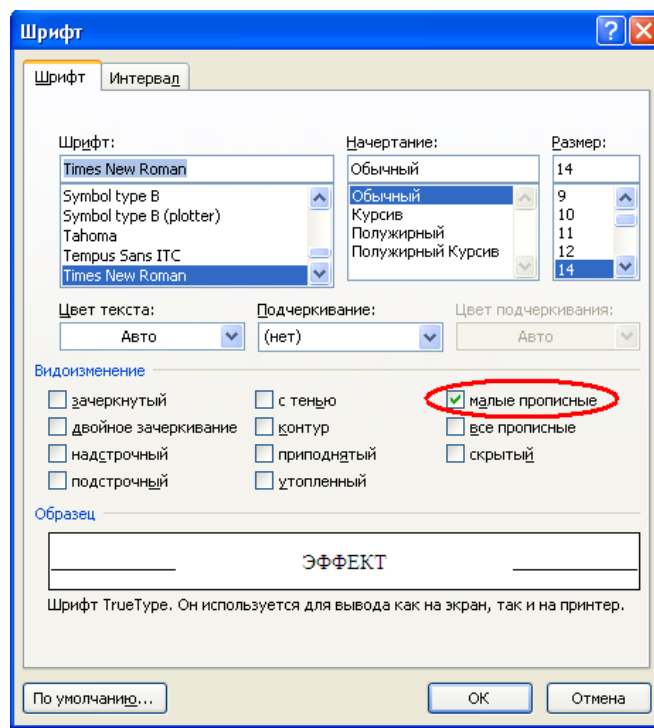 Шрифт
Шрифт Интервал
Шрифт: Начертание: Размер:
Times New Roman Обычный 14
Symbol type B Обычный 9
Symbol type B (plotter) Курсив 10
Tahoma Полужирный 11
Tempus Sans ITC Полужирный Курсив 12
Times New Roman 14
Цвет текста: Подчеркивание: Цвет подчеркивания:
Авто (нет) Авто
Видоизменение
зачеркнутый с тенью малые прописные
двойное зачеркивание контур все прописные
надстрочный приподнятый скрытый
подстрочный утопленный
Образец
ЭФФЕКТ
Шрифт TrueType. Он используется для вывода как на экран, так и на принтер.
По умолчанию... ОК Отмена